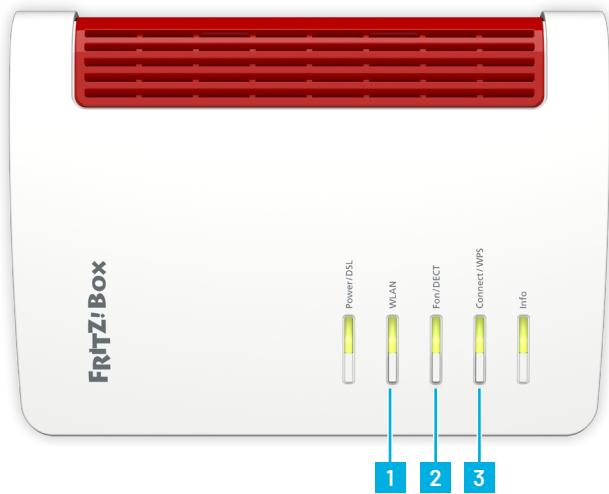 FRITZ! Box
Power/DSL
WLAN
Fon/DECT
Connect/WPS
Info
1
2
3